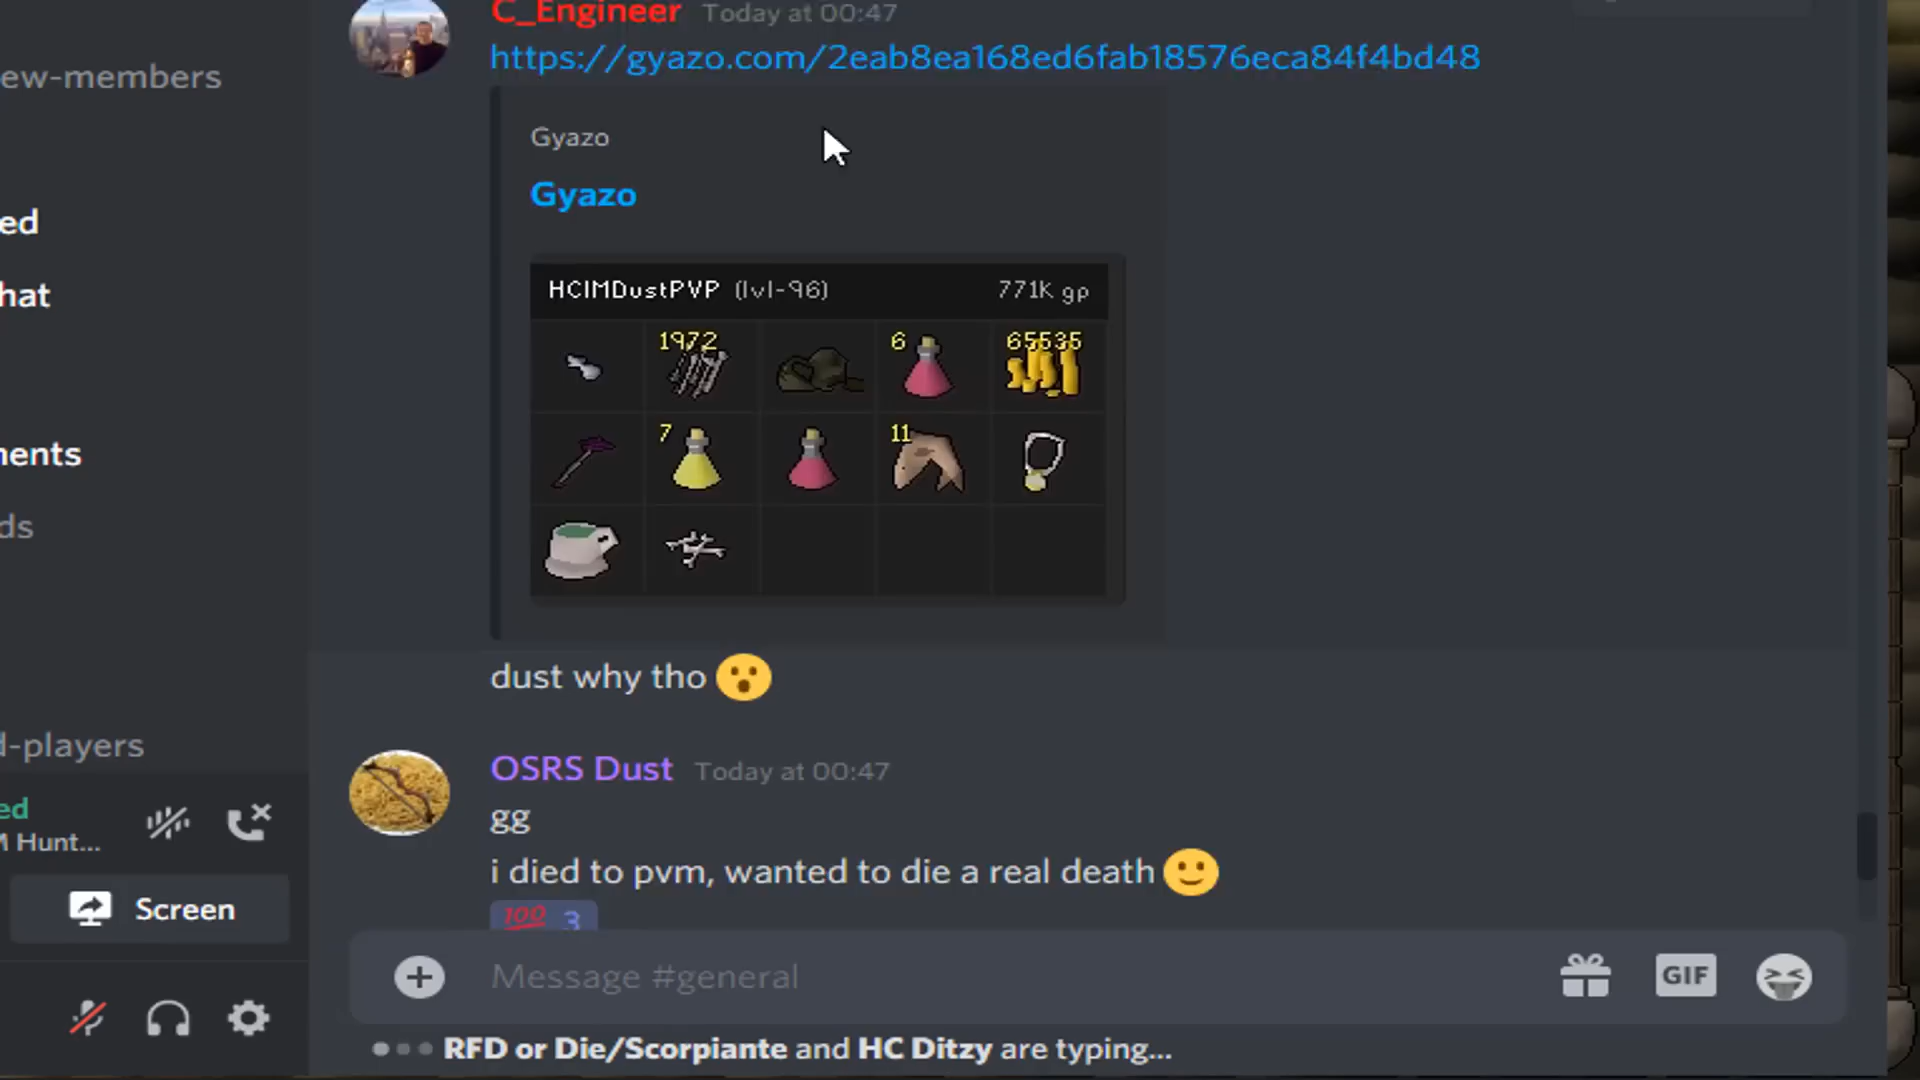 C_Engineer Today at 00:47
https://gyazo.com/2eab8ea168ed6fab18576eca84f4bd48
ew-members
Gyazo
Gyazo
ed
hat
HCIMDustPVP (lvl-96) 771K gp
1972 6 65535
7 11
ments
ds
dust why tho
d-players
OSRS Dust Today at 00:47
gg
i died to pvm, wanted to die a real death
100 3
ed
M Hunt...
Screen
Message #general
GIF
RFD or Die/Scorpiante and HC Ditzy are typing...